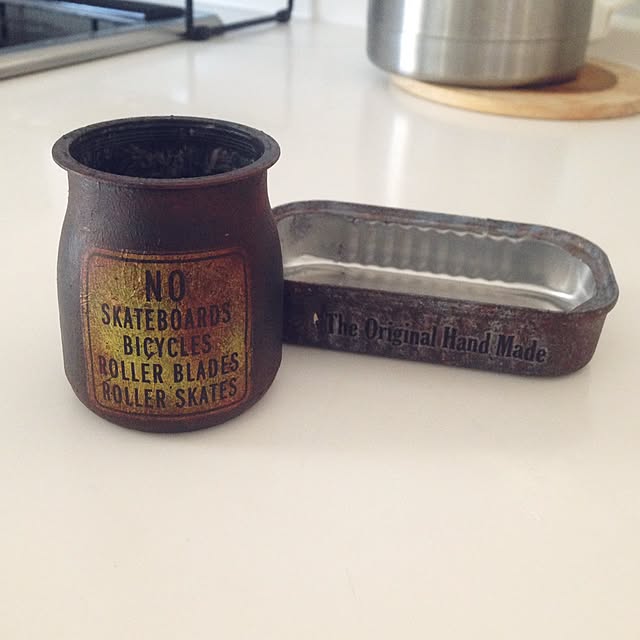 NO
SKATEBOARDS
BICYCLES
ROLLER BLADES
ROLLER SKATES
The Original Hand Made